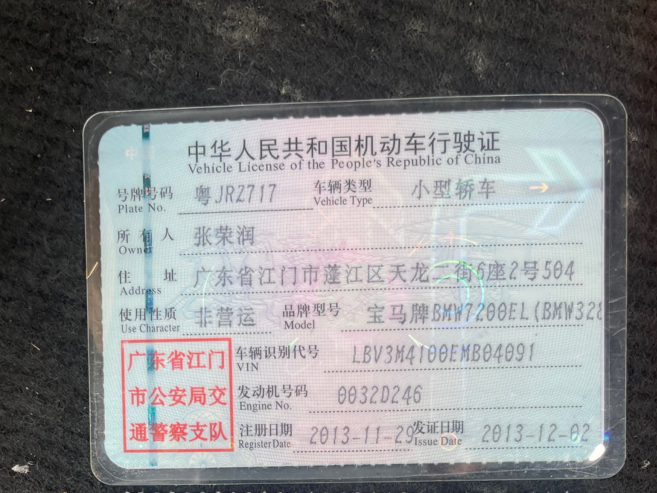 中华人民共和国机动车行驶证
Vehicle License of the People's Republic of China
号牌号码 粤JR2717 车辆类型 小型轿车
Plate No. Vehicle Type
所有人 张荣润
Owner
住址 广东省江门市蓬江区天龙二街6座2号504
Address
使用性质 非营运 品牌型号 宝马牌BMW7200EL(BMW328
Use Character Model
广东省江门 车辆识别代号 LBV3M4100EMB04091
VIN
市公安局交 发动机号码 0032D246
Engine No.
通警察支队 注册日期 2013-11-29 发证日期 2013-12-02
Register Date Issue Date